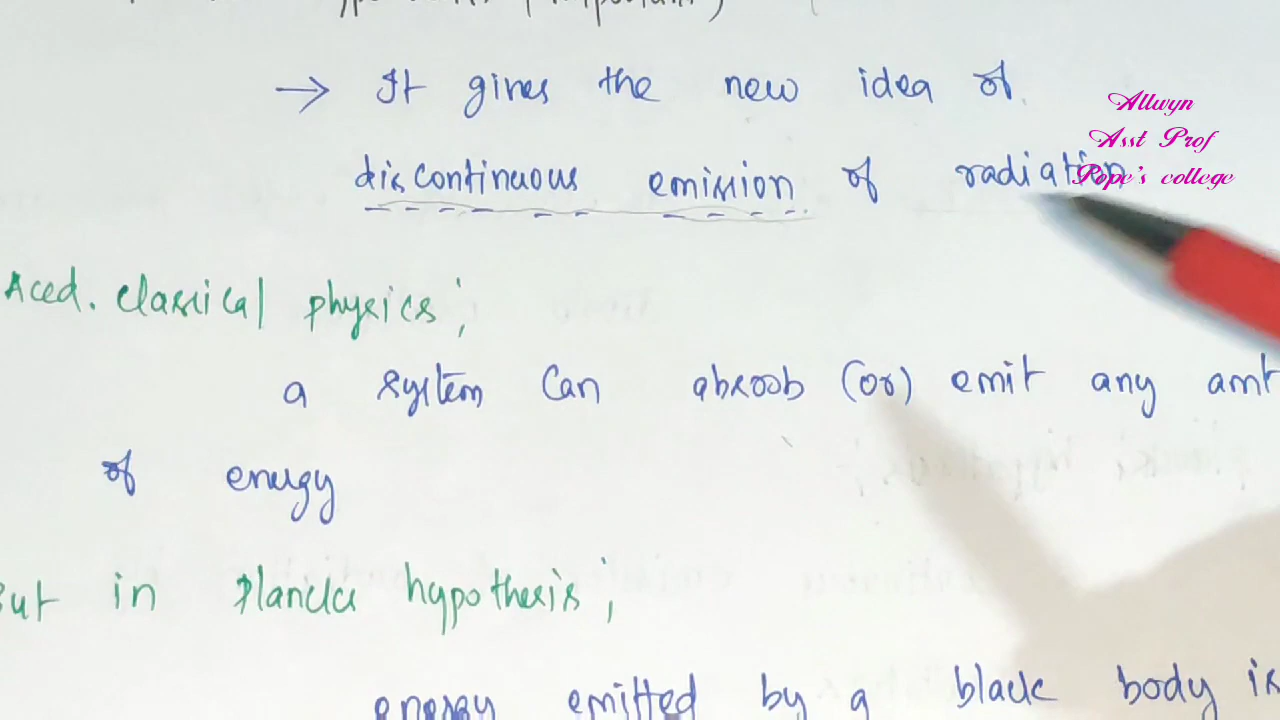 → It gives the new idea of
discontinuous emission of radiation
Allwyn
Asst Prof
Pope's college
Accd. classical physics;
a system can absorb (or) emit any amt
of energy
But in Plancks hypothesis;
energy emitted by a black body is